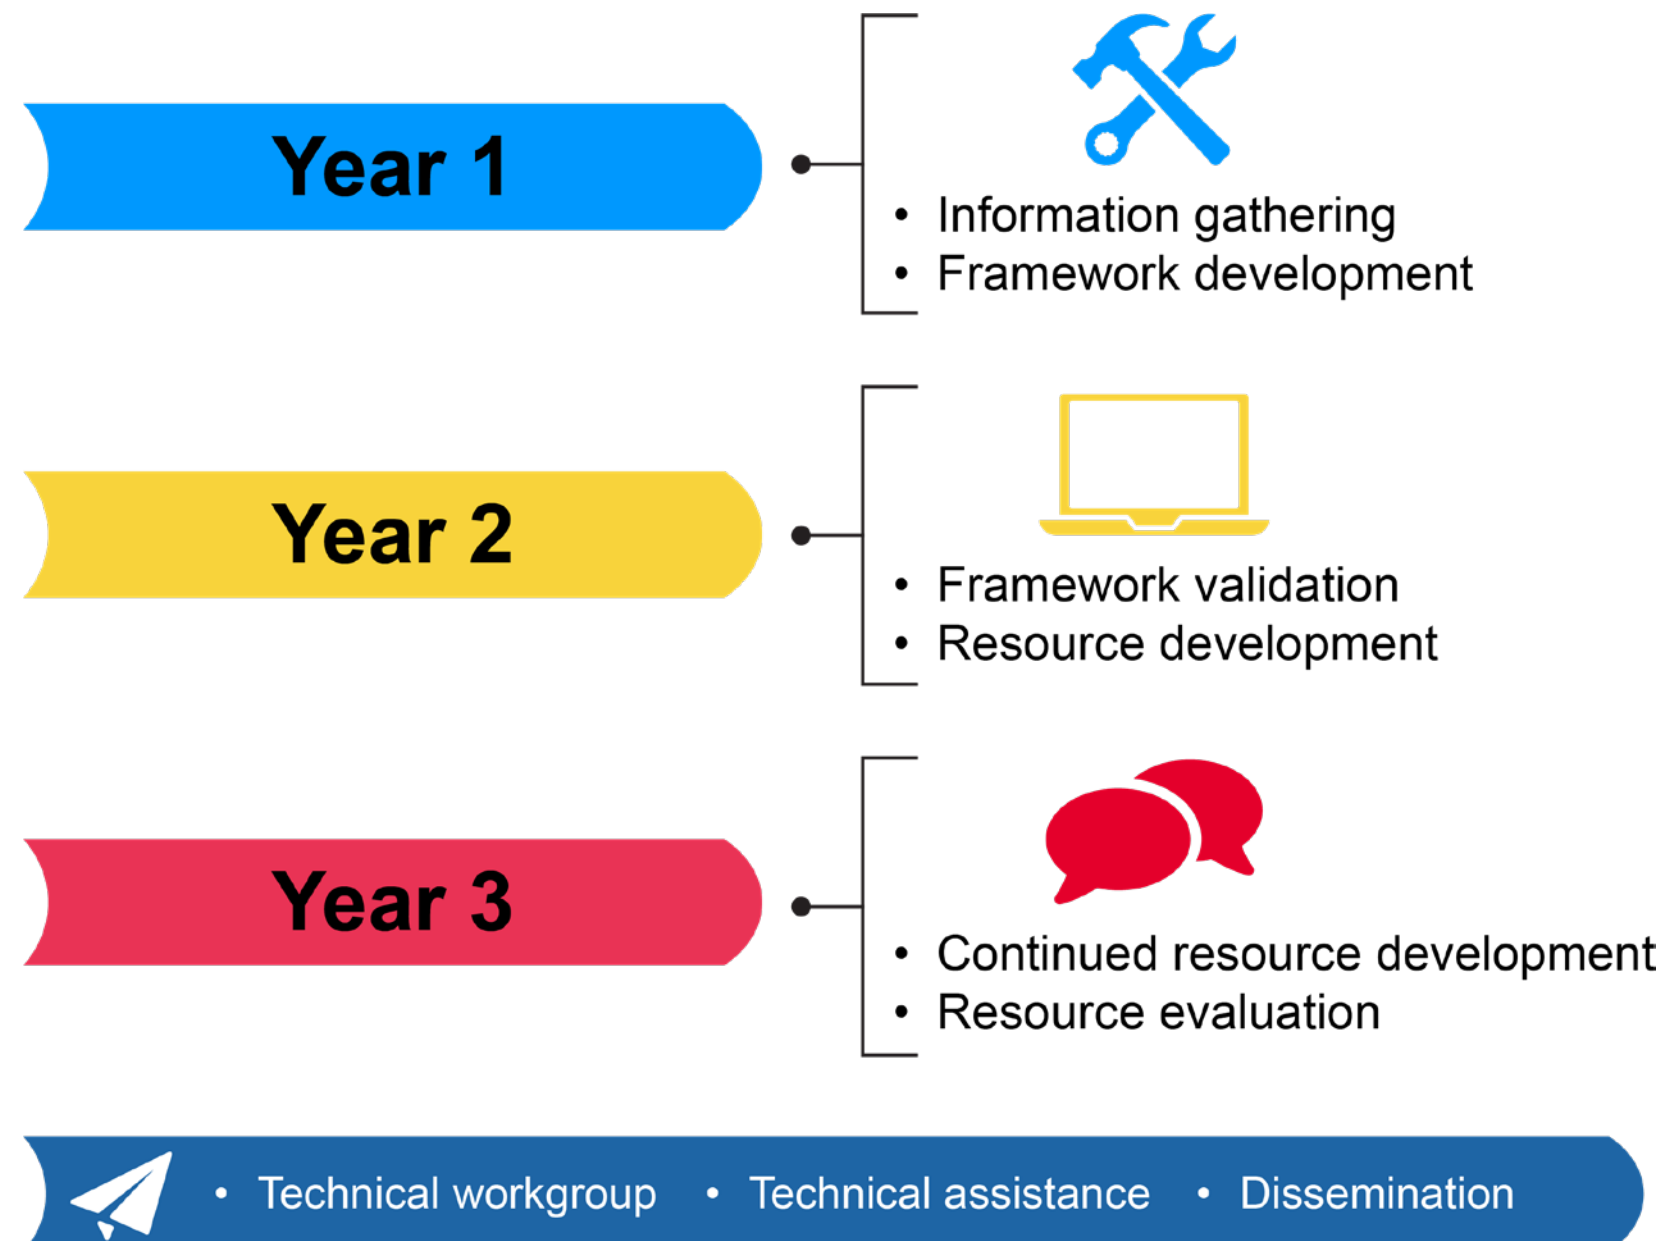 Year 1
• Information gathering
• Framework development
Year 2
• Framework validation
• Resource development
Year 3
• Continued resource development
• Resource evaluation
• Technical workgroup • Technical assistance • Dissemination